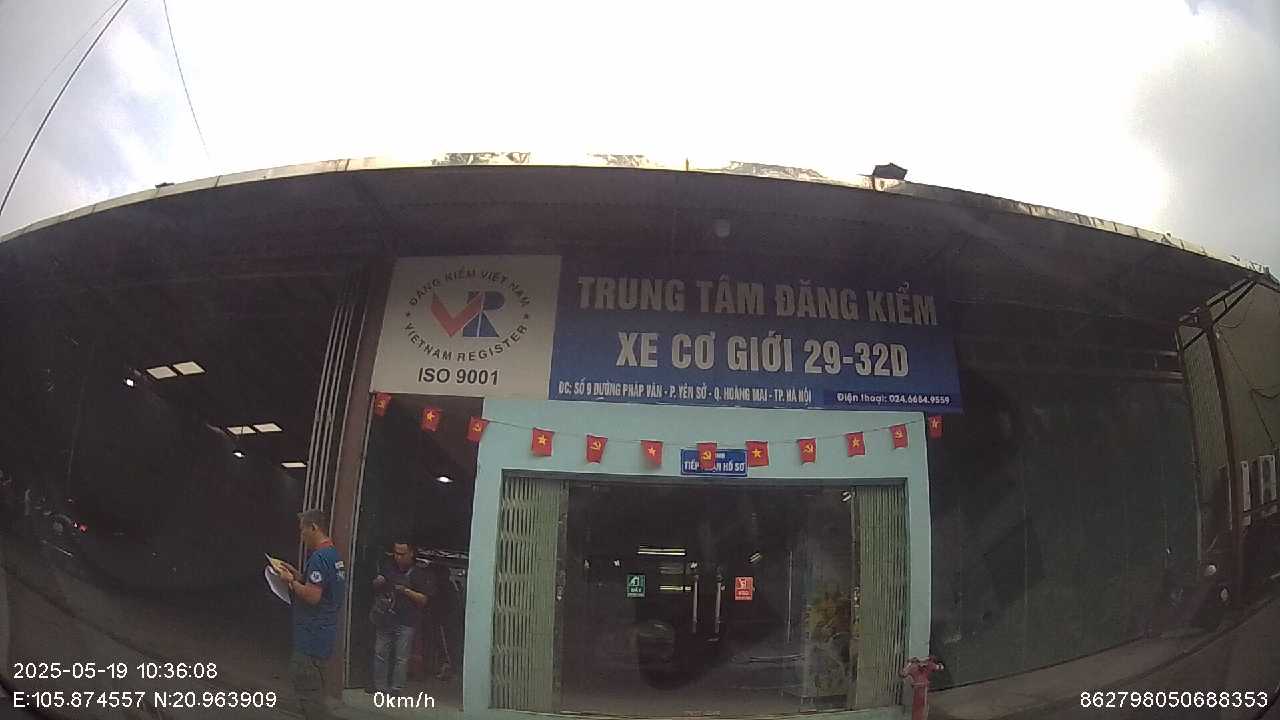 ĐĂNG KIỂM VIỆT NAM
VR
VIETNAM REGISTER
ISO 9001
TRUNG TÂM ĐĂNG KIỂM
XE CƠ GIỚI 29-32D
ĐC: SỐ 9 ĐƯỜNG PHÁP VÂN - P. YÊN SỞ - Q. HOÀNG MAI - TP. HÀ NỘI
Điện thoại: 024.6684.9559
TIẾP HỒ SƠ
2025-05-19 10:36:08
E:105.874557 N:20.963909
0km/h
862798050688353